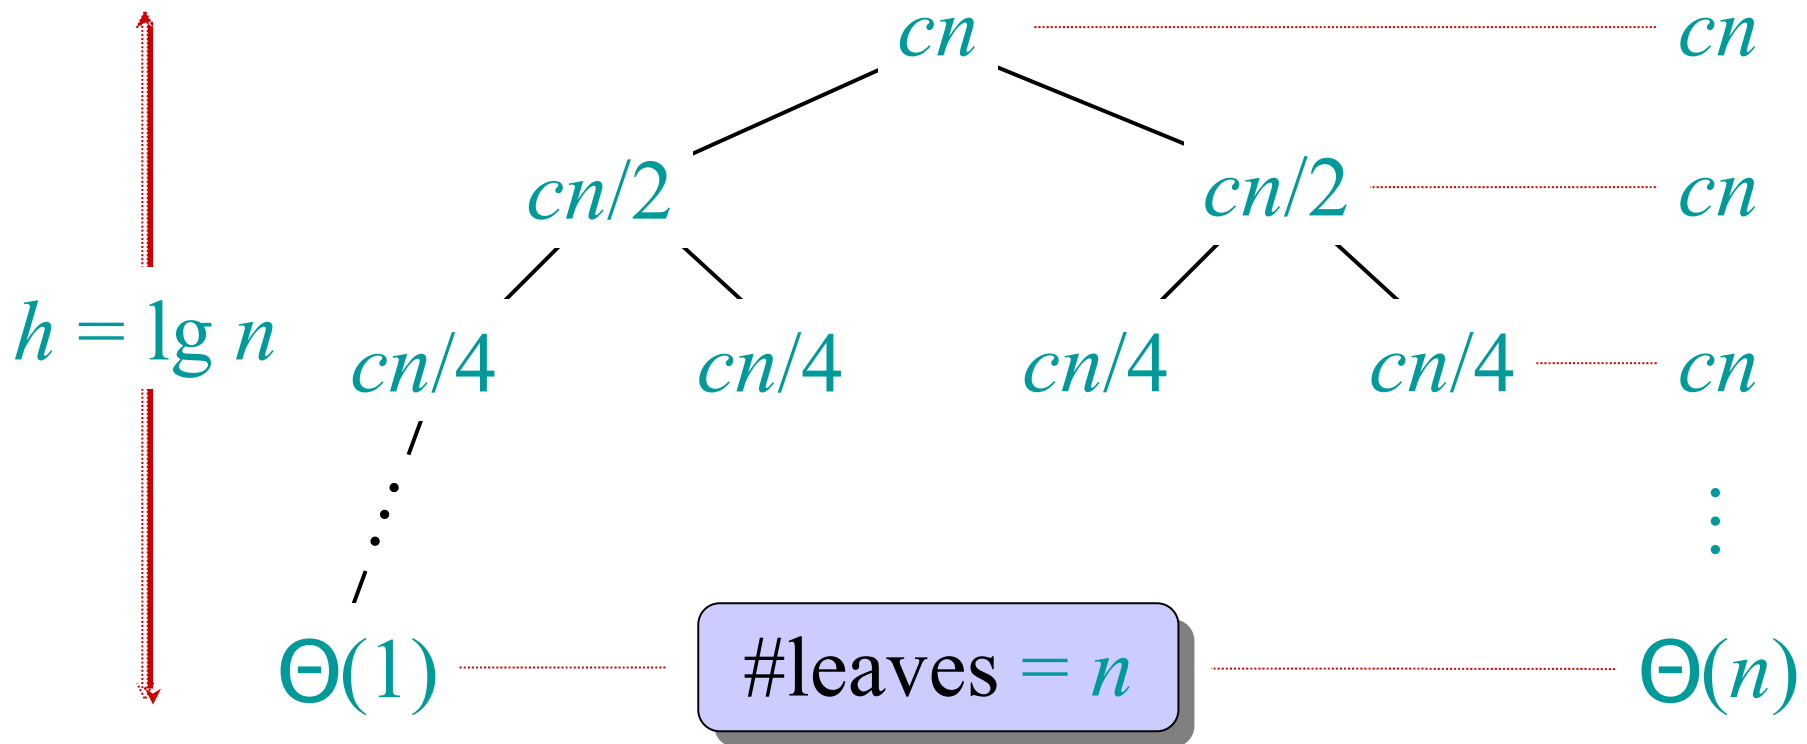 cn cn
cn/2 cn/2 cn
h = lg n cn/4 cn/4 cn/4 cn/4 cn
Θ(1) #leaves = n Θ(n)